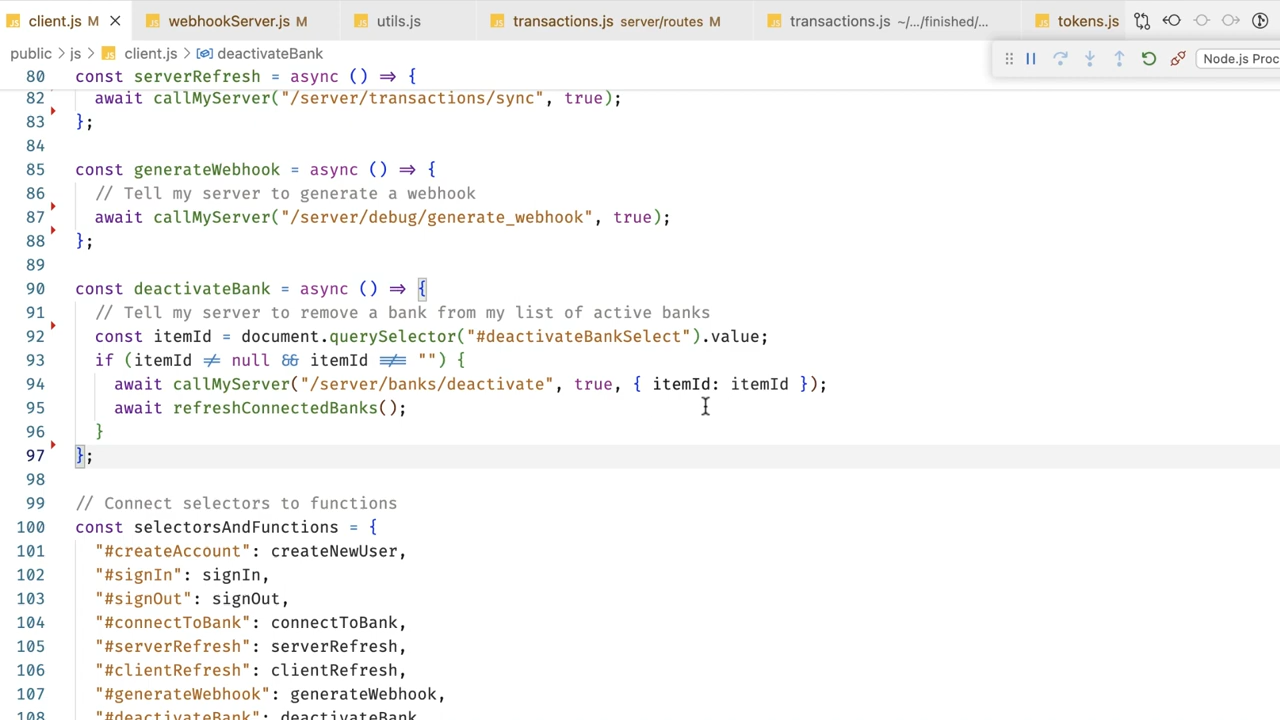 client.js M webhookServer.js M utils.js transactions.js server/routes M transactions.js ~/.../finished/... tokens.js
public > js > client.js > deactivateBank
Node.js Proc
80 const serverRefresh = async () => {
82 await callMyServer("/server/transactions/sync", true);
83 };
84
85 const generateWebhook = async () => {
86 // Tell my server to generate a webhook
87 await callMyServer("/server/debug/generate_webhook", true);
88 };
89
90 const deactivateBank = async () => {
91 // Tell my server to remove a bank from my list of active banks
92 const itemId = document.querySelector("#deactivateBankSelect").value;
93 if (itemId != null && itemId !== "") {
94 await callMyServer("/server/banks/deactivate", true, { itemId: itemId });
95 await refreshConnectedBanks();
96 }
97 };
98
99 // Connect selectors to functions
100 const selectorsAndFunctions = {
101 "#createAccount": createNewUser,
102 "#signIn": signIn,
103 "#signOut": signOut,
104 "#connectToBank": connectToBank,
105 "#serverRefresh": serverRefresh,
106 "#clientRefresh": clientRefresh,
107 "#generateWebhook": generateWebhook,
108 "#deactivateBank": deactivateBank